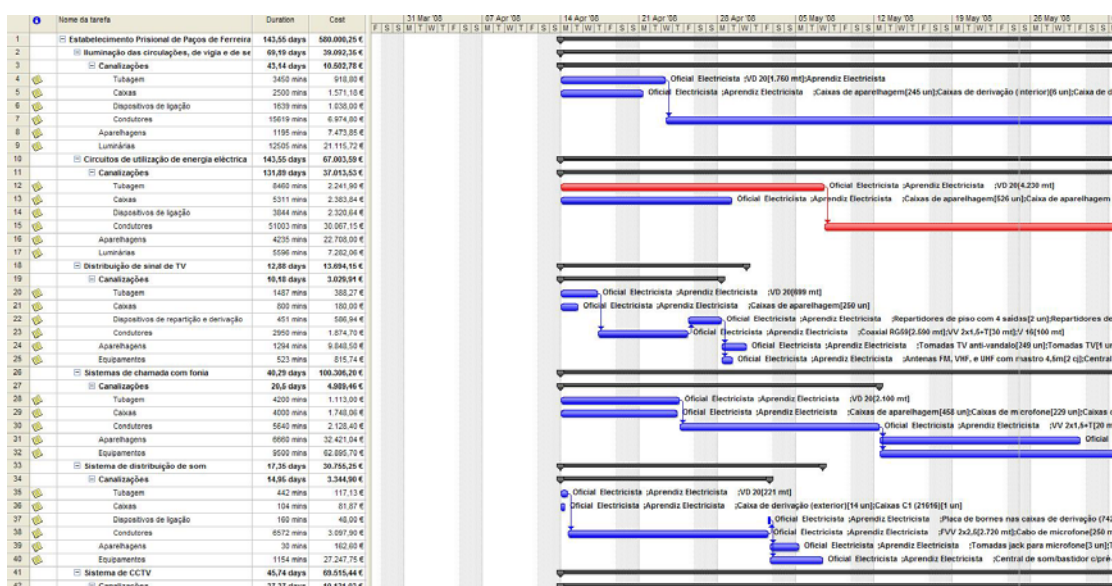 Nome da tarefa Duration Cost 31 Mar '08 07 Apr '08 14 Apr '08 21 Apr '08 28 Apr '08 05 May '08 12 May '08 19 May '08 26 May '08
F S S M T W T F S S M T W T F S S M T W T F S S M T W T F S S M T W T F S S M T W T F S S M T W T F S S M T W T F S S M T W T F
1 Estabelecimento Prisional de Paços de Ferreira 143,55 days 580.000,25 €
2 Iluminação das circulações, de vigia e de se 69,19 days 39.092,35 €
3 Canalizações 43,14 days 10.502,78 €
4 Tubagem 3450 mins 918,80 € Oficial Electricista ;VD 20[1.760 mt];Aprendiz Electricista
5 Caixas 2500 mins 1.571,18 € Oficial Electricista ;Aprendiz Electricista ;Caixas de aparelhagem[245 un];Caixas de derivação (interior)[6 un];Caixa de d
6 Dispositivos de ligação 1639 mins 1.038,00 €
7 Condutores 15619 mins 6.974,80 €
8 Aparelhagens 1195 mins 7.473,85 €
9 Luminárias 12505 mins 21.115,72 €
10 Circuitos de utilização de energia eléctrica 143,55 days 67.003,59 €
11 Canalizações 131,89 days 37.013,53 €
12 Tubagem 8460 mins 2.241,90 € Oficial Electricista ;Aprendiz Electricista ;VD 20[4.230 mt]
13 Caixas 5311 mins 2.383,84 € Oficial Electricista ;Aprendiz Electricista ;Caixas de aparelhagem[526 un];Caixa de aparelhagem
14 Dispositivos de ligação 3844 mins 2.320,64 €
15 Condutores 51003 mins 30.067,15 €
16 Aparelhagens 4235 mins 22.708,00 €
17 Luminárias 5596 mins 7.282,06 €
18 Distribuição de sinal de TV 12,88 days 13.694,15 €
19 Canalizações 10,18 days 3.029,91 €
20 Tubagem 1487 mins 388,27 € Oficial Electricista ;Aprendiz Electricista ;VD 20[699 mt]
21 Caixas 800 mins 180,00 € Oficial Electricista ;Aprendiz Electricista ;Caixas de aparelhagem[250 un]
22 Dispositivos de repartição e derivação 451 mins 586,94 € Oficial Electricista ;Aprendiz Electricista ;Repartidores de piso com 4 saídas[2 un];Repartidores de
23 Condutores 2950 mins 1.874,70 € Oficial Electricista ;Aprendiz Electricista ;Coaxial RG59[2.590 mt];VV 2x1,5+T[30 mt];V 16[100 mt]
24 Aparelhagens 1294 mins 9.848,50 € Oficial Electricista ;Aprendiz Electricista ;Tomadas TV anti-vandalo[249 un];Tomadas TV[1 un
25 Equipamentos 523 mins 815,74 € Oficial Electricista ;Aprendiz Electricista ;Antenas FM, VHF, e UHF com mastro 4,5m[2 cj];Central
26 Sistemas de chamada com fonia 40,29 days 100.306,20 €
27 Canalizações 20,5 days 4.989,46 €
28 Tubagem 4200 mins 1.113,00 € Oficial Electricista ;Aprendiz Electricista ;VD 20[2.100 mt]
29 Caixas 4000 mins 1.748,06 € Oficial Electricista ;Aprendiz Electricista ;Caixas de aparelhagem[458 un];Caixas de microfone[229 un];Caixas
30 Condutores 5640 mins 2.128,40 € Oficial Electricista ;Aprendiz Electricista ;VV 2x1,5+T[20 m
31 Aparelhagens 6660 mins 32.421,04 € Oficial
32 Equipamentos 9500 mins 62.895,70 €
33 Sistema de distribuição de som 17,35 days 30.755,25 €
34 Canalizações 14,95 days 3.344,90 €
35 Tubagem 442 mins 117,13 € Oficial Electricista ;Aprendiz Electricista ;VD 20[221 mt]
36 Caixas 104 mins 81,87 € Oficial Electricista ;Aprendiz Electricista ;Caixa de derivação (exterior)[14 un];Caixas C1 (21616)[1 un]
37 Dispositivos de ligação 160 mins 48,00 € Oficial Electricista ;Aprendiz Electricista ;Placa de bornes nas caixas de derivação (742
38 Condutores 6572 mins 3.097,90 € Oficial Electricista ;Aprendiz Electricista ;FVV 2x2,5[2.720 mt];Cabo de microfone[250 m
39 Aparelhagens 30 mins 162,60 € Oficial Electricista ;Aprendiz Electricista ;Tomadas jack para microfone[3 un];T
40 Equipamentos 1154 mins 27.247,75 € Oficial Electricista ;Aprendiz Electricista ;Central de som/bastidor c/pré
41 Sistema de CCTV 45,74 days 69.515,44 €